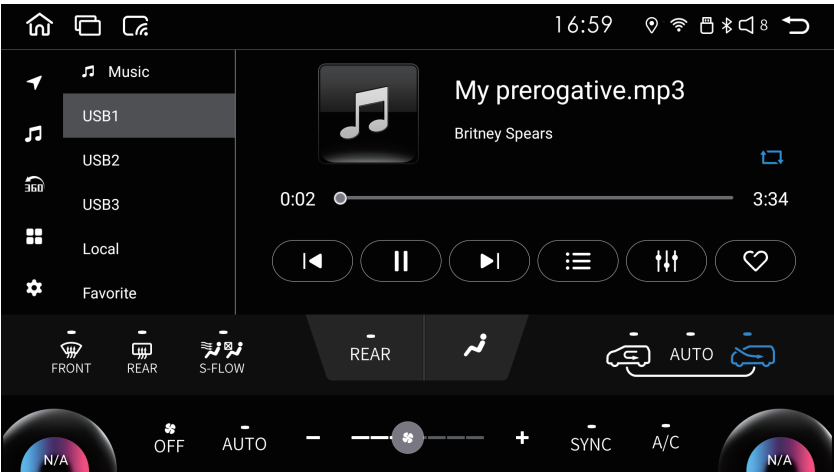 16:59
8
Music
USB1
USB2
USB3
Local
Favorite
360
My prerogative.mp3
Britney Spears
0:02
3:34
FRONT
REAR
S-FLOW
REAR
AUTO
N/A
OFF
AUTO
-
+
SYNC
A/C
N/A